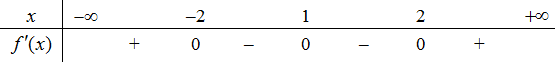 x −∞ −2 1 2 +∞
f′(x) + 0 − 0 − 0 +